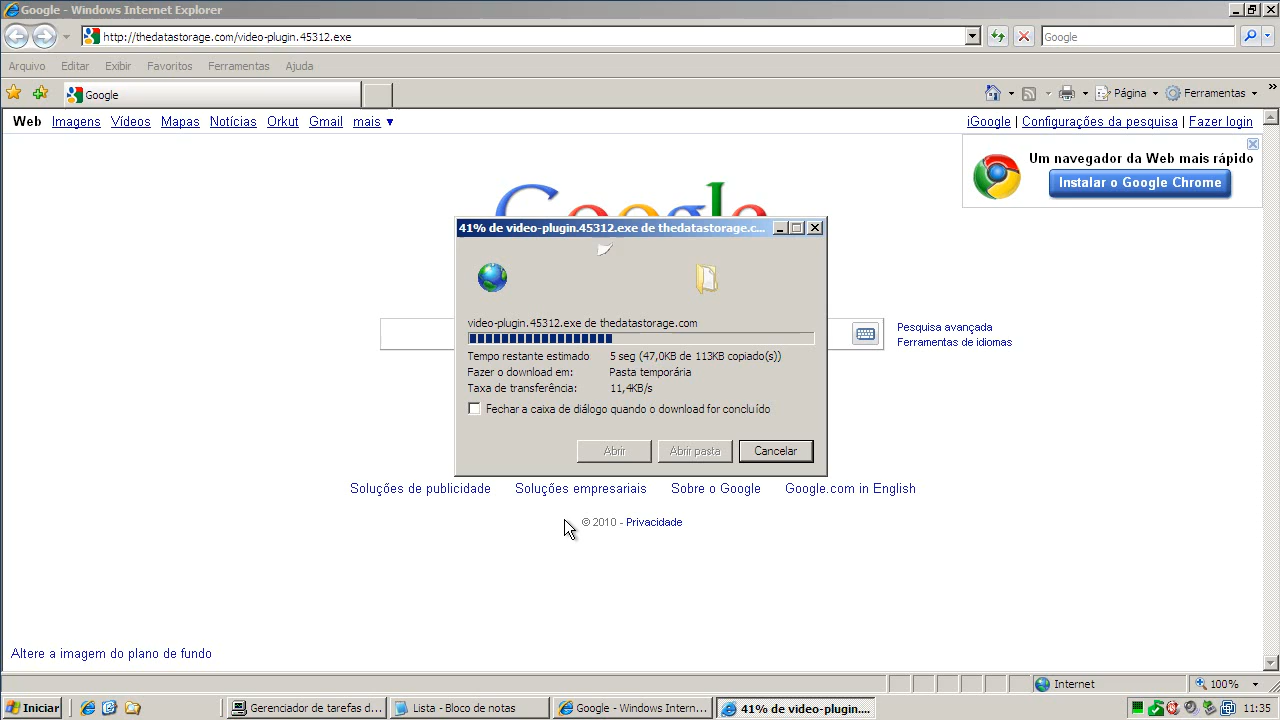 Google - Windows Internet Explorer
http://thedatastorage.com/video-plugin.45312.exe
Google
Arquivo Editar Exibir Favoritos Ferramentas Ajuda
Google
Página Ferramentas
Web Imagens Vídeos Mapas Notícias Orkut Gmail mais ▼
iGoogle | Configurações da pesquisa | Fazer login
Um navegador da Web mais rápido
Instalar o Google Chrome
Google
41% de video-plugin.45312.exe de thedatastorage.c...
video-plugin.45312.exe de thedatastorage.com
Tempo restante estimado 5 seg (47,0KB de 113KB copiado(s))
Fazer o download em: Pasta temporária
Taxa de transferência: 11,4KB/s
Fechar a caixa de diálogo quando o download for concluído
Abrir Abrir pasta Cancelar
Pesquisa avançada
Ferramentas de idiomas
Soluções de publicidade Soluções empresariais Sobre o Google Google.com in English
© 2010 - Privacidade
Altere a imagem do plano de fundo
Internet 100%
Iniciar Gerenciador de tarefas d... Lista - Bloco de notas Google - Windows Intern... 41% de video-plugin.... 11:35